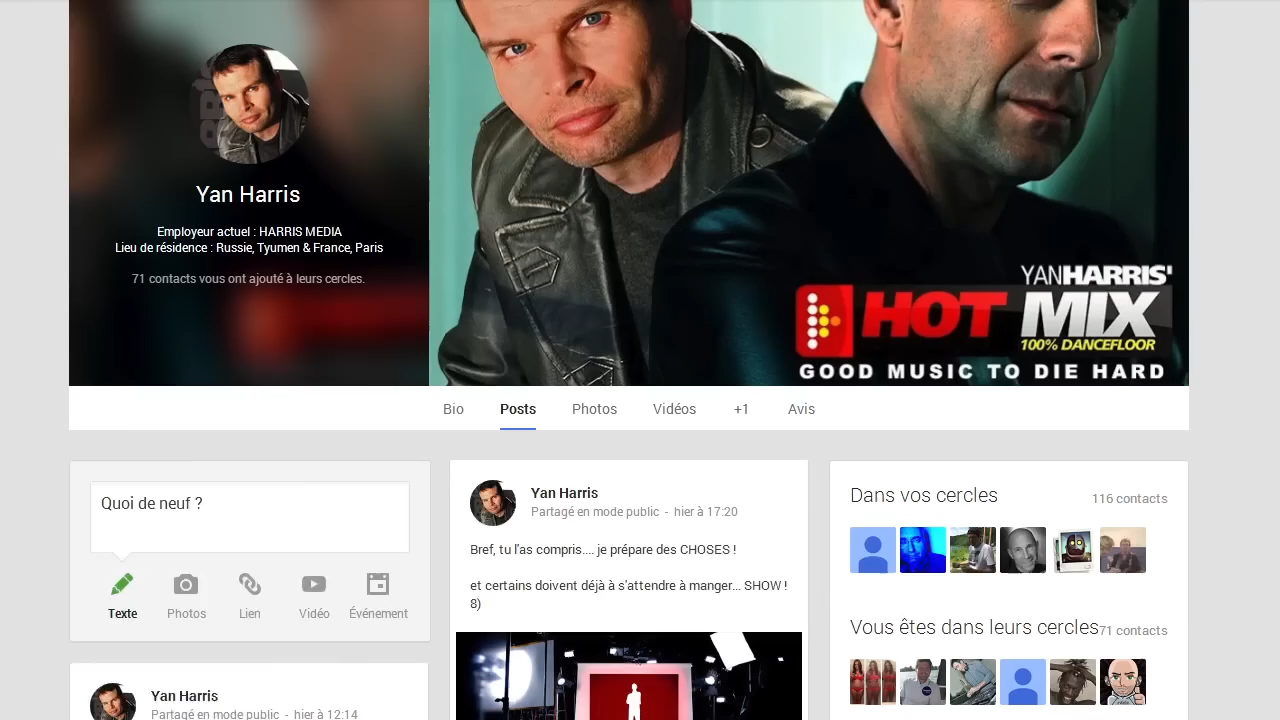 Yan Harris
Employeur actuel : HARRIS MEDIA
Lieu de résidence : Russie, Tyumen & France, Paris
71 contacts vous ont ajouté à leurs cercles.
YANHARRIS'
HOT MIX
100% DANCEFLOOR
GOOD MUSIC TO DIE HARD
Bio Posts Photos Vidéos +1 Avis
Quoi de neuf ?
Texte Photos Lien Vidéo Événement
Yan Harris
Partagé en mode public - hier à 12:14
Yan Harris
Partagé en mode public - hier à 17:20
Bref, tu l'as compris.... je prépare des CHOSES !
et certains doivent déjà à s'attendre à manger... SHOW !
8)
Dans vos cercles 116 contacts
Vous êtes dans leurs cercles 71 contacts